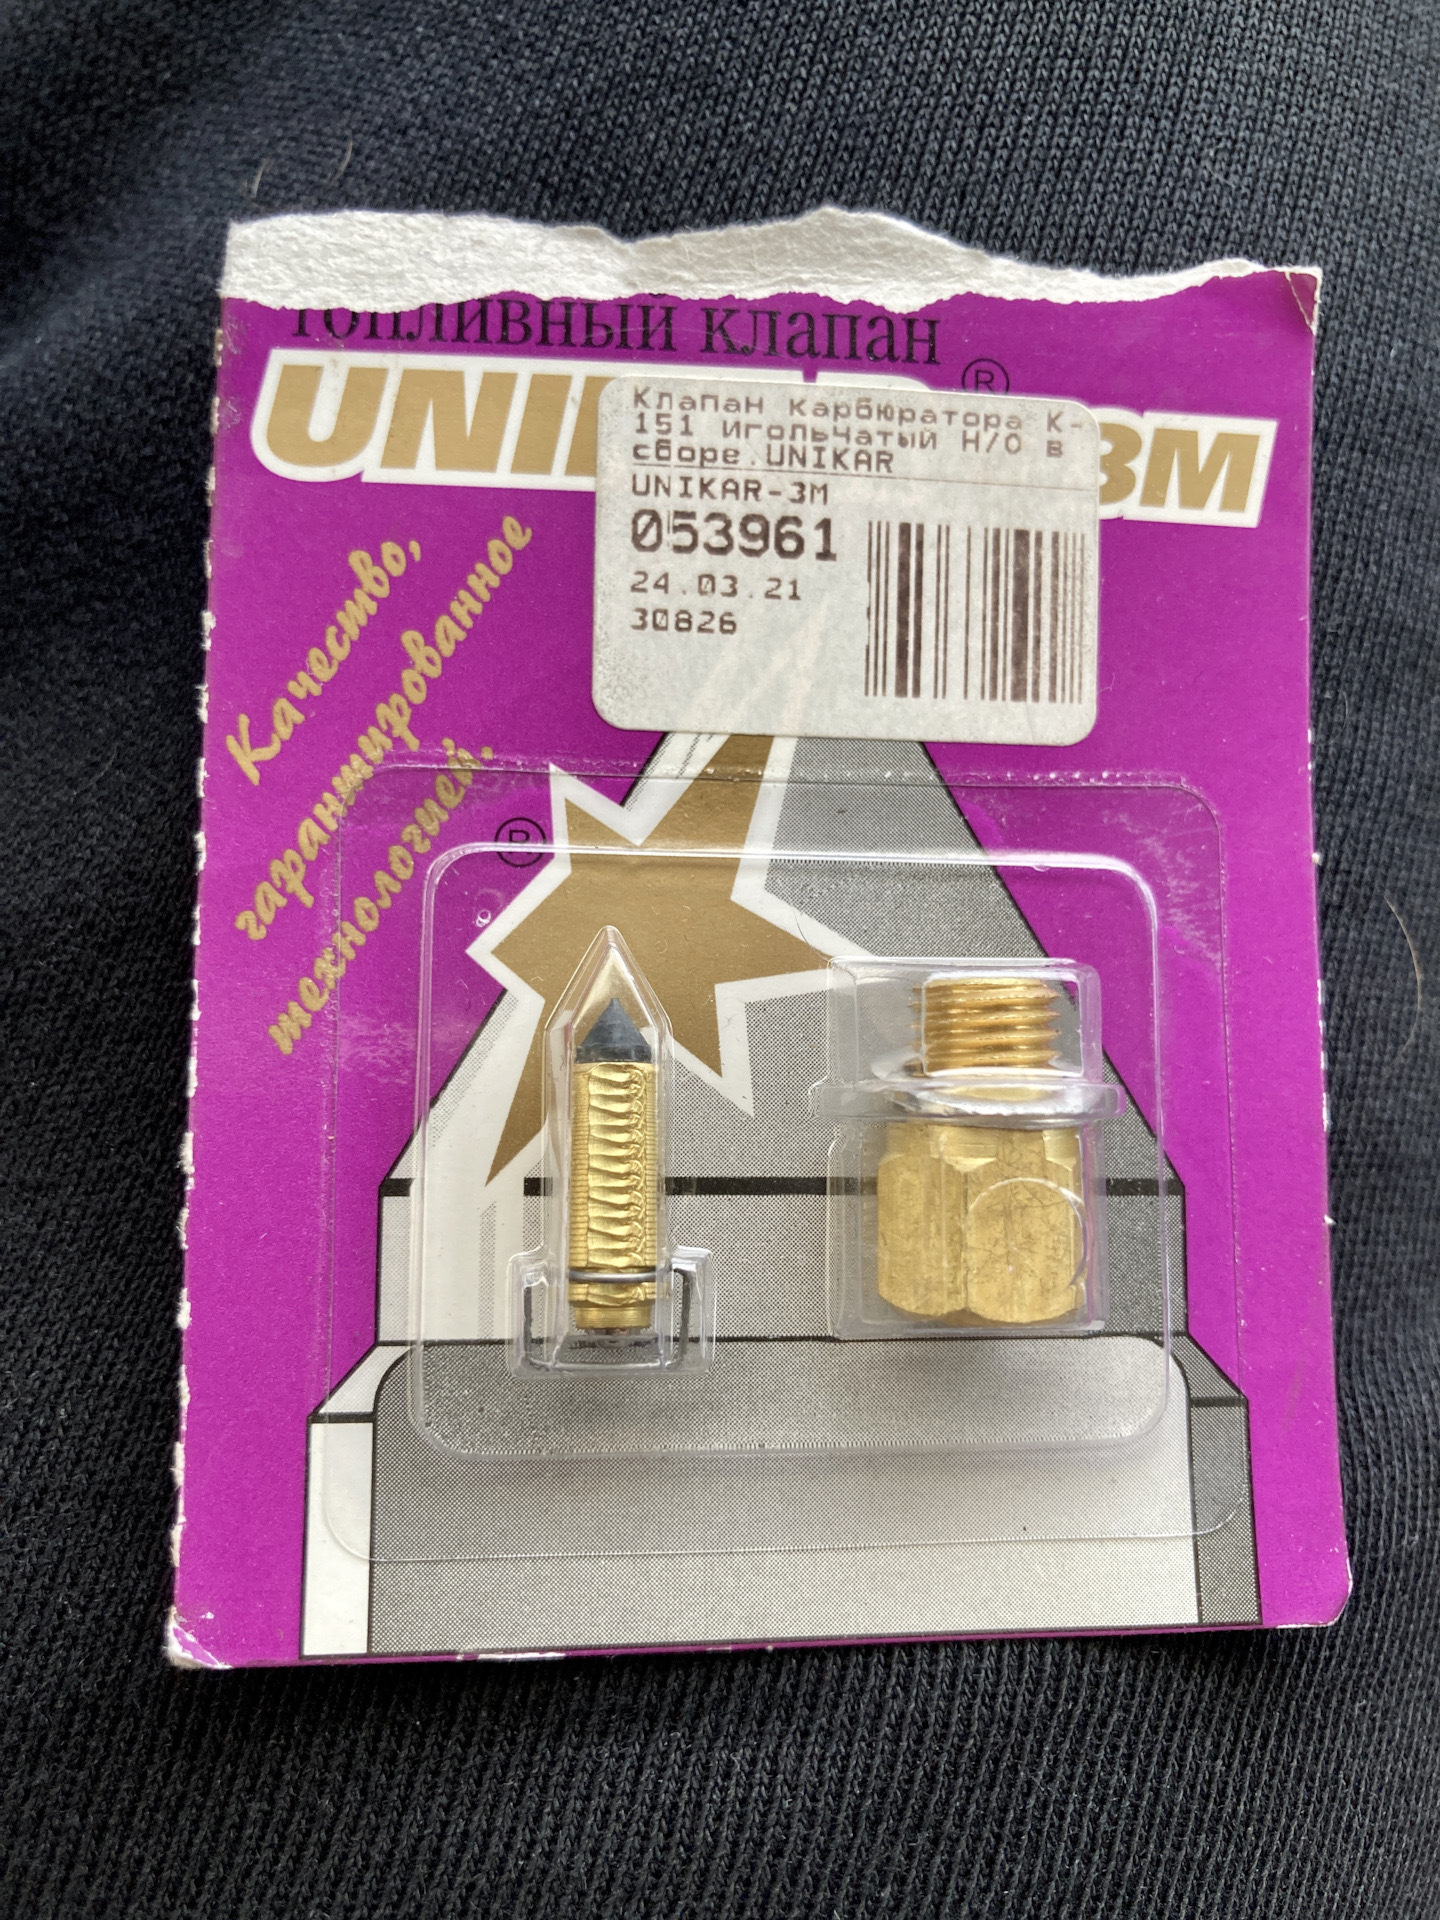 топливный клапан
UNIKAR-3M
®
Клапан карбюратора К-
151 игольчатый Н/О в
сборе.UNIKAR
UNIKAR-3М
053961
24.03.21
30826
Качество,
гарантированное
технологией.
®